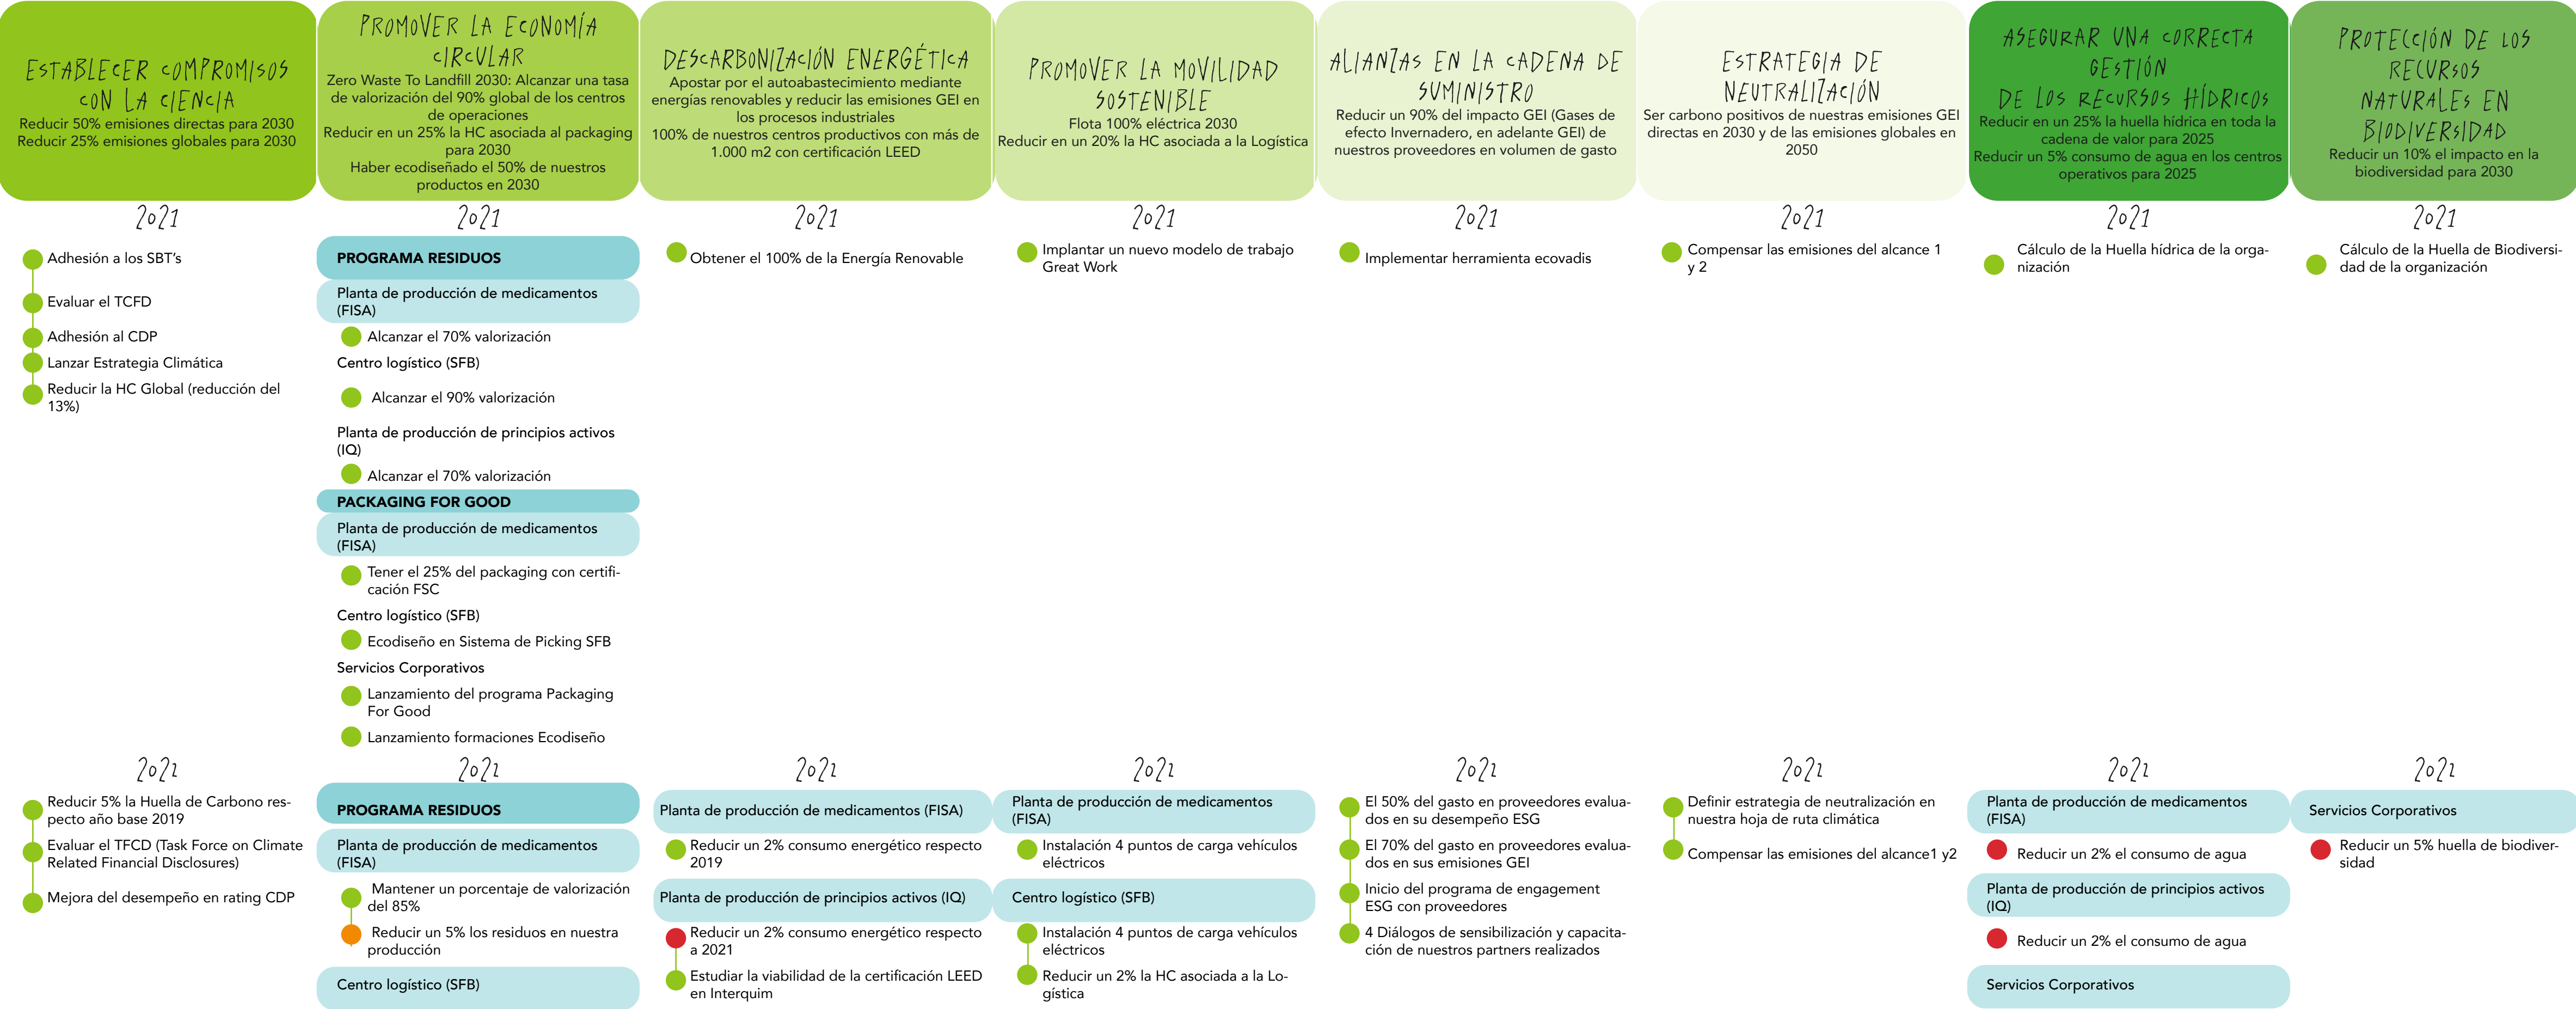 ESTABLECER COMPROMISOS
CON LA CIENCIA
Reducir 50% emisiones directas para 2030
Reducir 25% emisiones globales para 2030
PROMOVER LA ECONOMÍA
CIRCULAR
Zero Waste To Landfill 2030: Alcanzar una tasa
de valorización del 90% global de los centros
de operaciones
Reducir en un 25% la HC asociada al packaging
para 2030
Haber ecodiseñado el 50% de nuestros
productos en 2030
DESCARBONIZACIÓN ENERGÉTICA
Apostar por el autoabastecimiento mediante
energías renovables y reducir las emisiones GEI en
los procesos industriales
100% de nuestros centros productivos con más de
1.000 m2 con certificación LEED
PROMOVER LA MOVILIDAD
SOSTENIBLE
Flota 100% eléctrica 2030
Reducir en un 20% la HC asociada a la Logística
ALIANZAS EN LA CADENA DE
SUMINISTRO
Reducir un 90% del impacto GEI (Gases de
efecto Invernadero, en adelante GEI) de
nuestros proveedores en volumen de gasto
ESTRATEGIA DE
NEUTRALIZACIÓN
Ser carbono positivos de nuestras emisiones GEI
directas en 2030 y de las emisiones globales en
2050
ASEGURAR UNA CORRECTA
GESTIÓN
DE LOS RECURSOS HÍDRICOS
Reducir en un 25% la huella hídrica en toda la
cadena de valor para 2025
Reducir un 5% consumo de agua en los centros
operativos para 2025
PROTECCIÓN DE LOS
RECURSOS
NATURALES EN
BIODIVERSIDAD
Reducir un 10% el impacto en la
biodiversidad para 2030
2021
Adhesión a los SBT's
Evaluar el TCFD
Adhesión al CDP
Lanzar Estrategia Climática
Reducir la HC Global (reducción del
13%)
2021
PROGRAMA RESIDUOS
Planta de producción de medicamentos
(FISA)
Alcanzar el 70% valorización
Centro logístico (SFB)
Alcanzar el 90% valorización
Planta de producción de principios activos
(IQ)
Alcanzar el 70% valorización
PACKAGING FOR GOOD
Planta de producción de medicamentos
(FISA)
Tener el 25% del packaging con certifi-
cación FSC
Centro logístico (SFB)
Ecodiseño en Sistema de Picking SFB
Servicios Corporativos
Lanzamiento del programa Packaging
For Good
Lanzamiento formaciones Ecodiseño
2021
Obtener el 100% de la Energía Renovable
2021
Implantar un nuevo modelo de trabajo
Great Work
2021
Implementar herramienta ecovadis
2021
Compensar las emisiones del alcance 1
y 2
2021
Cálculo de la Huella hídrica de la orga-
nización
2021
Cálculo de la Huella de Biodiversi-
dad de la organización
2022
Reducir 5% la Huella de Carbono res-
pecto año base 2019
Evaluar el TFCD (Task Force on Climate
Related Financial Disclosures)
Mejora del desempeño en rating CDP
2022
PROGRAMA RESIDUOS
Planta de producción de medicamentos
(FISA)
Mantener un porcentaje de valorización
del 85%
Reducir un 5% los residuos en nuestra
producción
Centro logístico (SFB)
2022
Planta de producción de medicamentos (FISA)
Reducir un 2% consumo energético respecto
2019
Planta de producción de principios activos (IQ)
Reducir un 2% consumo energético respecto
a 2021
Estudiar la viabilidad de la certificación LEED
en Interquim
2022
Planta de producción de medicamentos
(FISA)
Instalación 4 puntos de carga vehículos
eléctricos
Centro logístico (SFB)
Instalación 4 puntos de carga vehículos
eléctricos
Reducir un 2% la HC asociada a la Lo-
gística
2022
El 50% del gasto en proveedores evalua-
dos en su desempeño ESG
El 70% del gasto en proveedores evalua-
dos en sus emisiones GEI
Inicio del programa de engagement
ESG con proveedores
4 Diálogos de sensibilización y capacita-
ción de nuestros partners realizados
2022
Definir estrategia de neutralización en
nuestra hoja de ruta climática
Compensar las emisiones del alcance1 y2
2022
Planta de producción de medicamentos
(FISA)
Reducir un 2% el consumo de agua
Planta de producción de principios activos
(IQ)
Reducir un 2% el consumo de agua
Servicios Corporativos
2022
Servicios Corporativos
Reducir un 5% huella de biodiver-
sidad